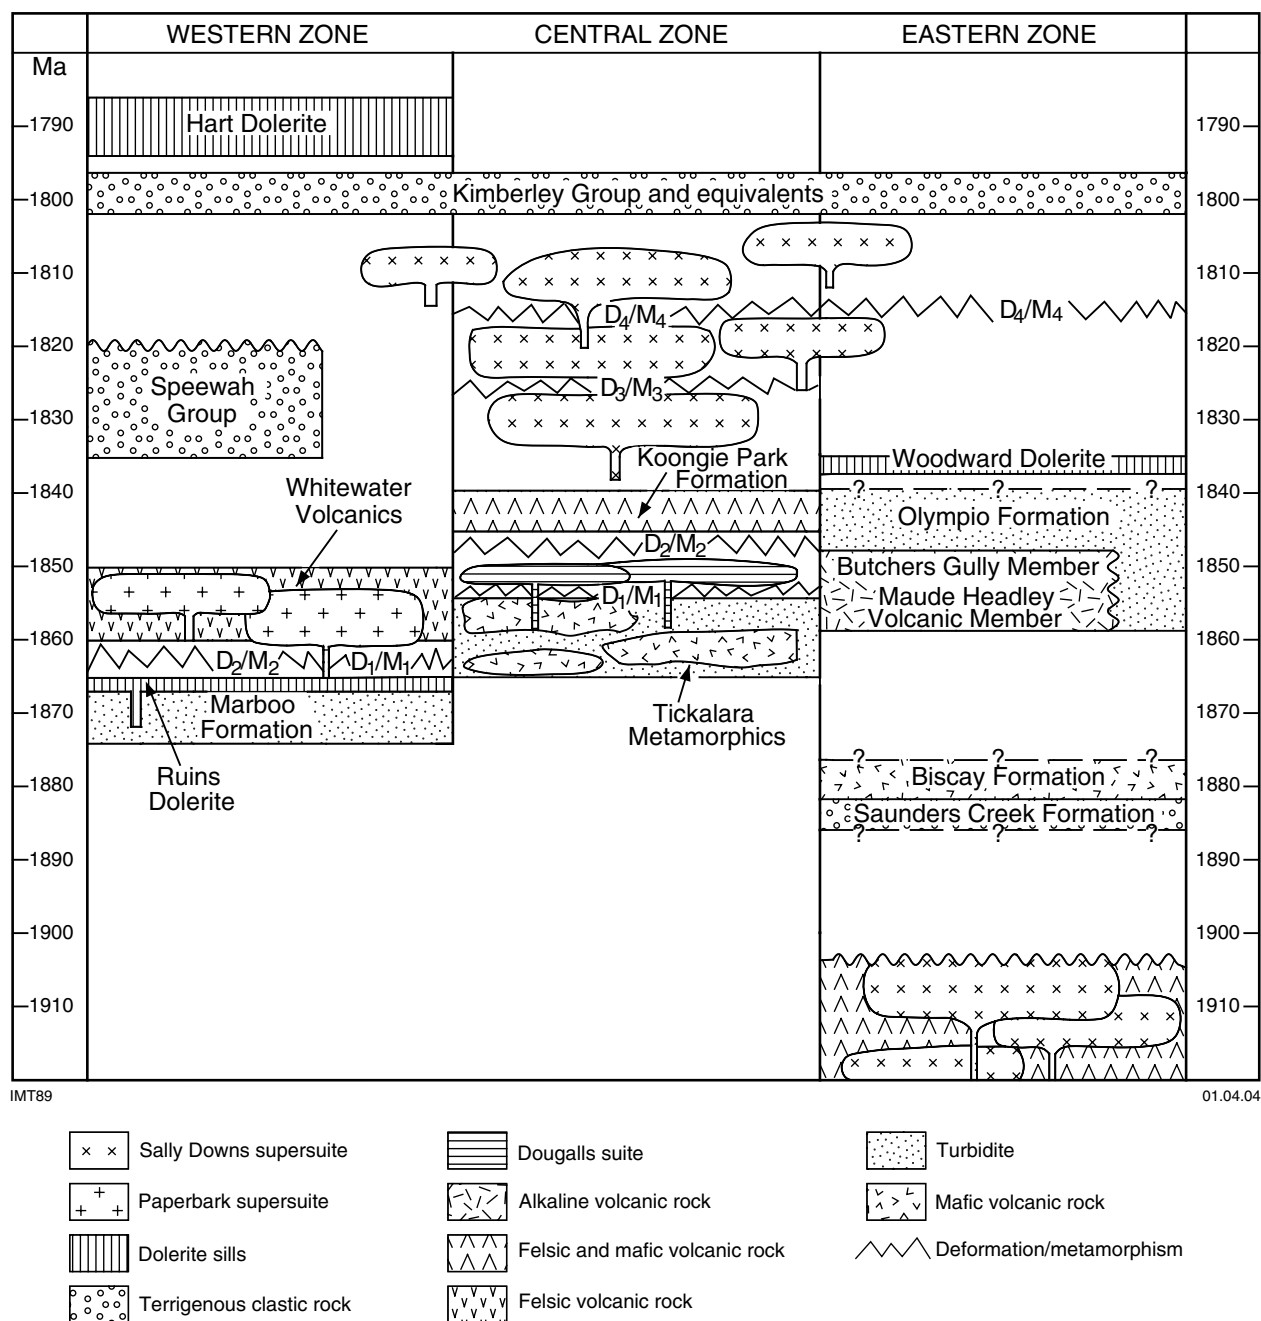 WESTERN ZONE CENTRAL ZONE EASTERN ZONE
Ma
1790 Hart Dolerite 1790
1800 Kimberley Group and equivalents 1800
1810 1810
D4/M4 D4/M4
1820 1820
Speewah
Group
D3/M3
1830 1830
Koongie Park
Formation
Woodward Dolerite
Whitewater
Volcanics
1840 ? ? ? 1840
Olympio Formation
D2/M2
1850 Butchers Gully Member 1850
Maude Headley
Volcanic Member
D1/M1
1860 1860
D2/M2 D1/M1
Marboo
Formation
1870 1870
Tickalara
Metamorphics
Ruins
Dolerite
? ? ?
Biscay Formation
1880 1880
Saunders Creek Formation
? ? ?
1890 1890
1900 1900
1910 1910
IMT89 01.04.04
Sally Downs supersuite
Paperbark supersuite
Dolerite sills
Terrigenous clastic rock
Dougalls suite
Alkaline volcanic rock
Felsic and mafic volcanic rock
Felsic volcanic rock
Turbidite
Mafic volcanic rock
Deformation/metamorphism